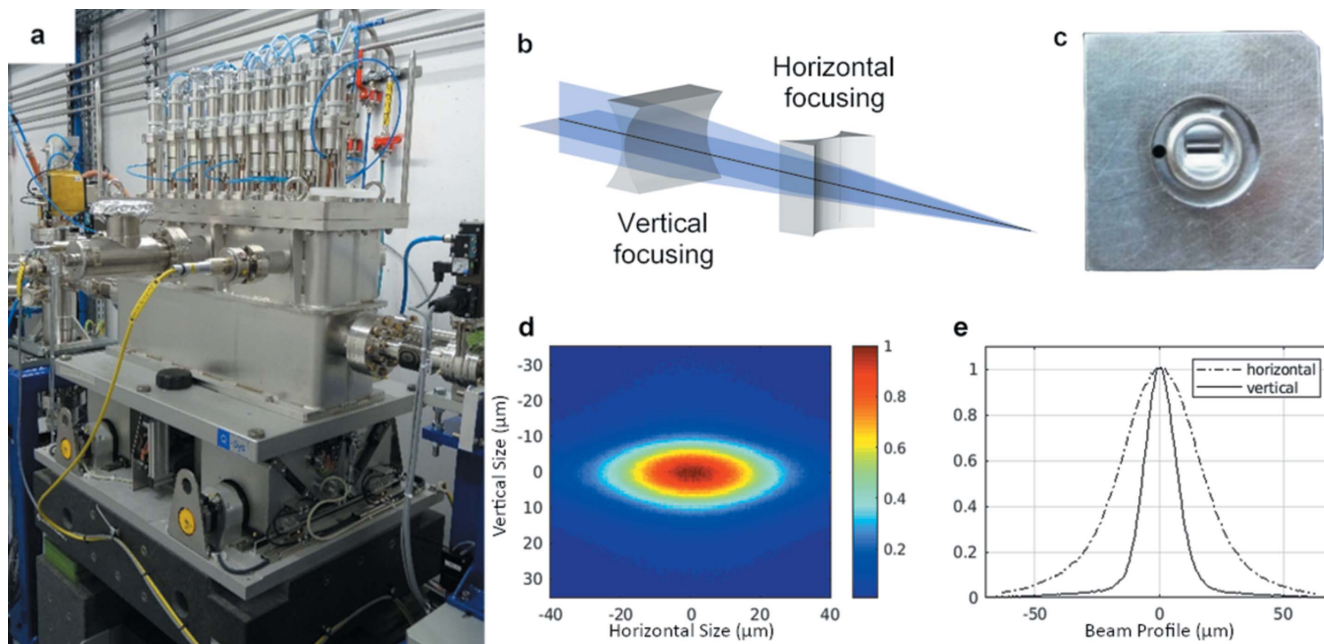 a
b
Horizontal
focusing
Vertical
focusing
c
d
Vertical Size (μm)
-30
-20
-10
0
10
20
30
-40
-20
0
20
40
Horizontal Size (μm)
1
0.8
0.6
0.4
0.2
e
horizontal
vertical
1
0.8
0.6
0.4
0.2
0
-50
0
50
Beam Profile (μm)